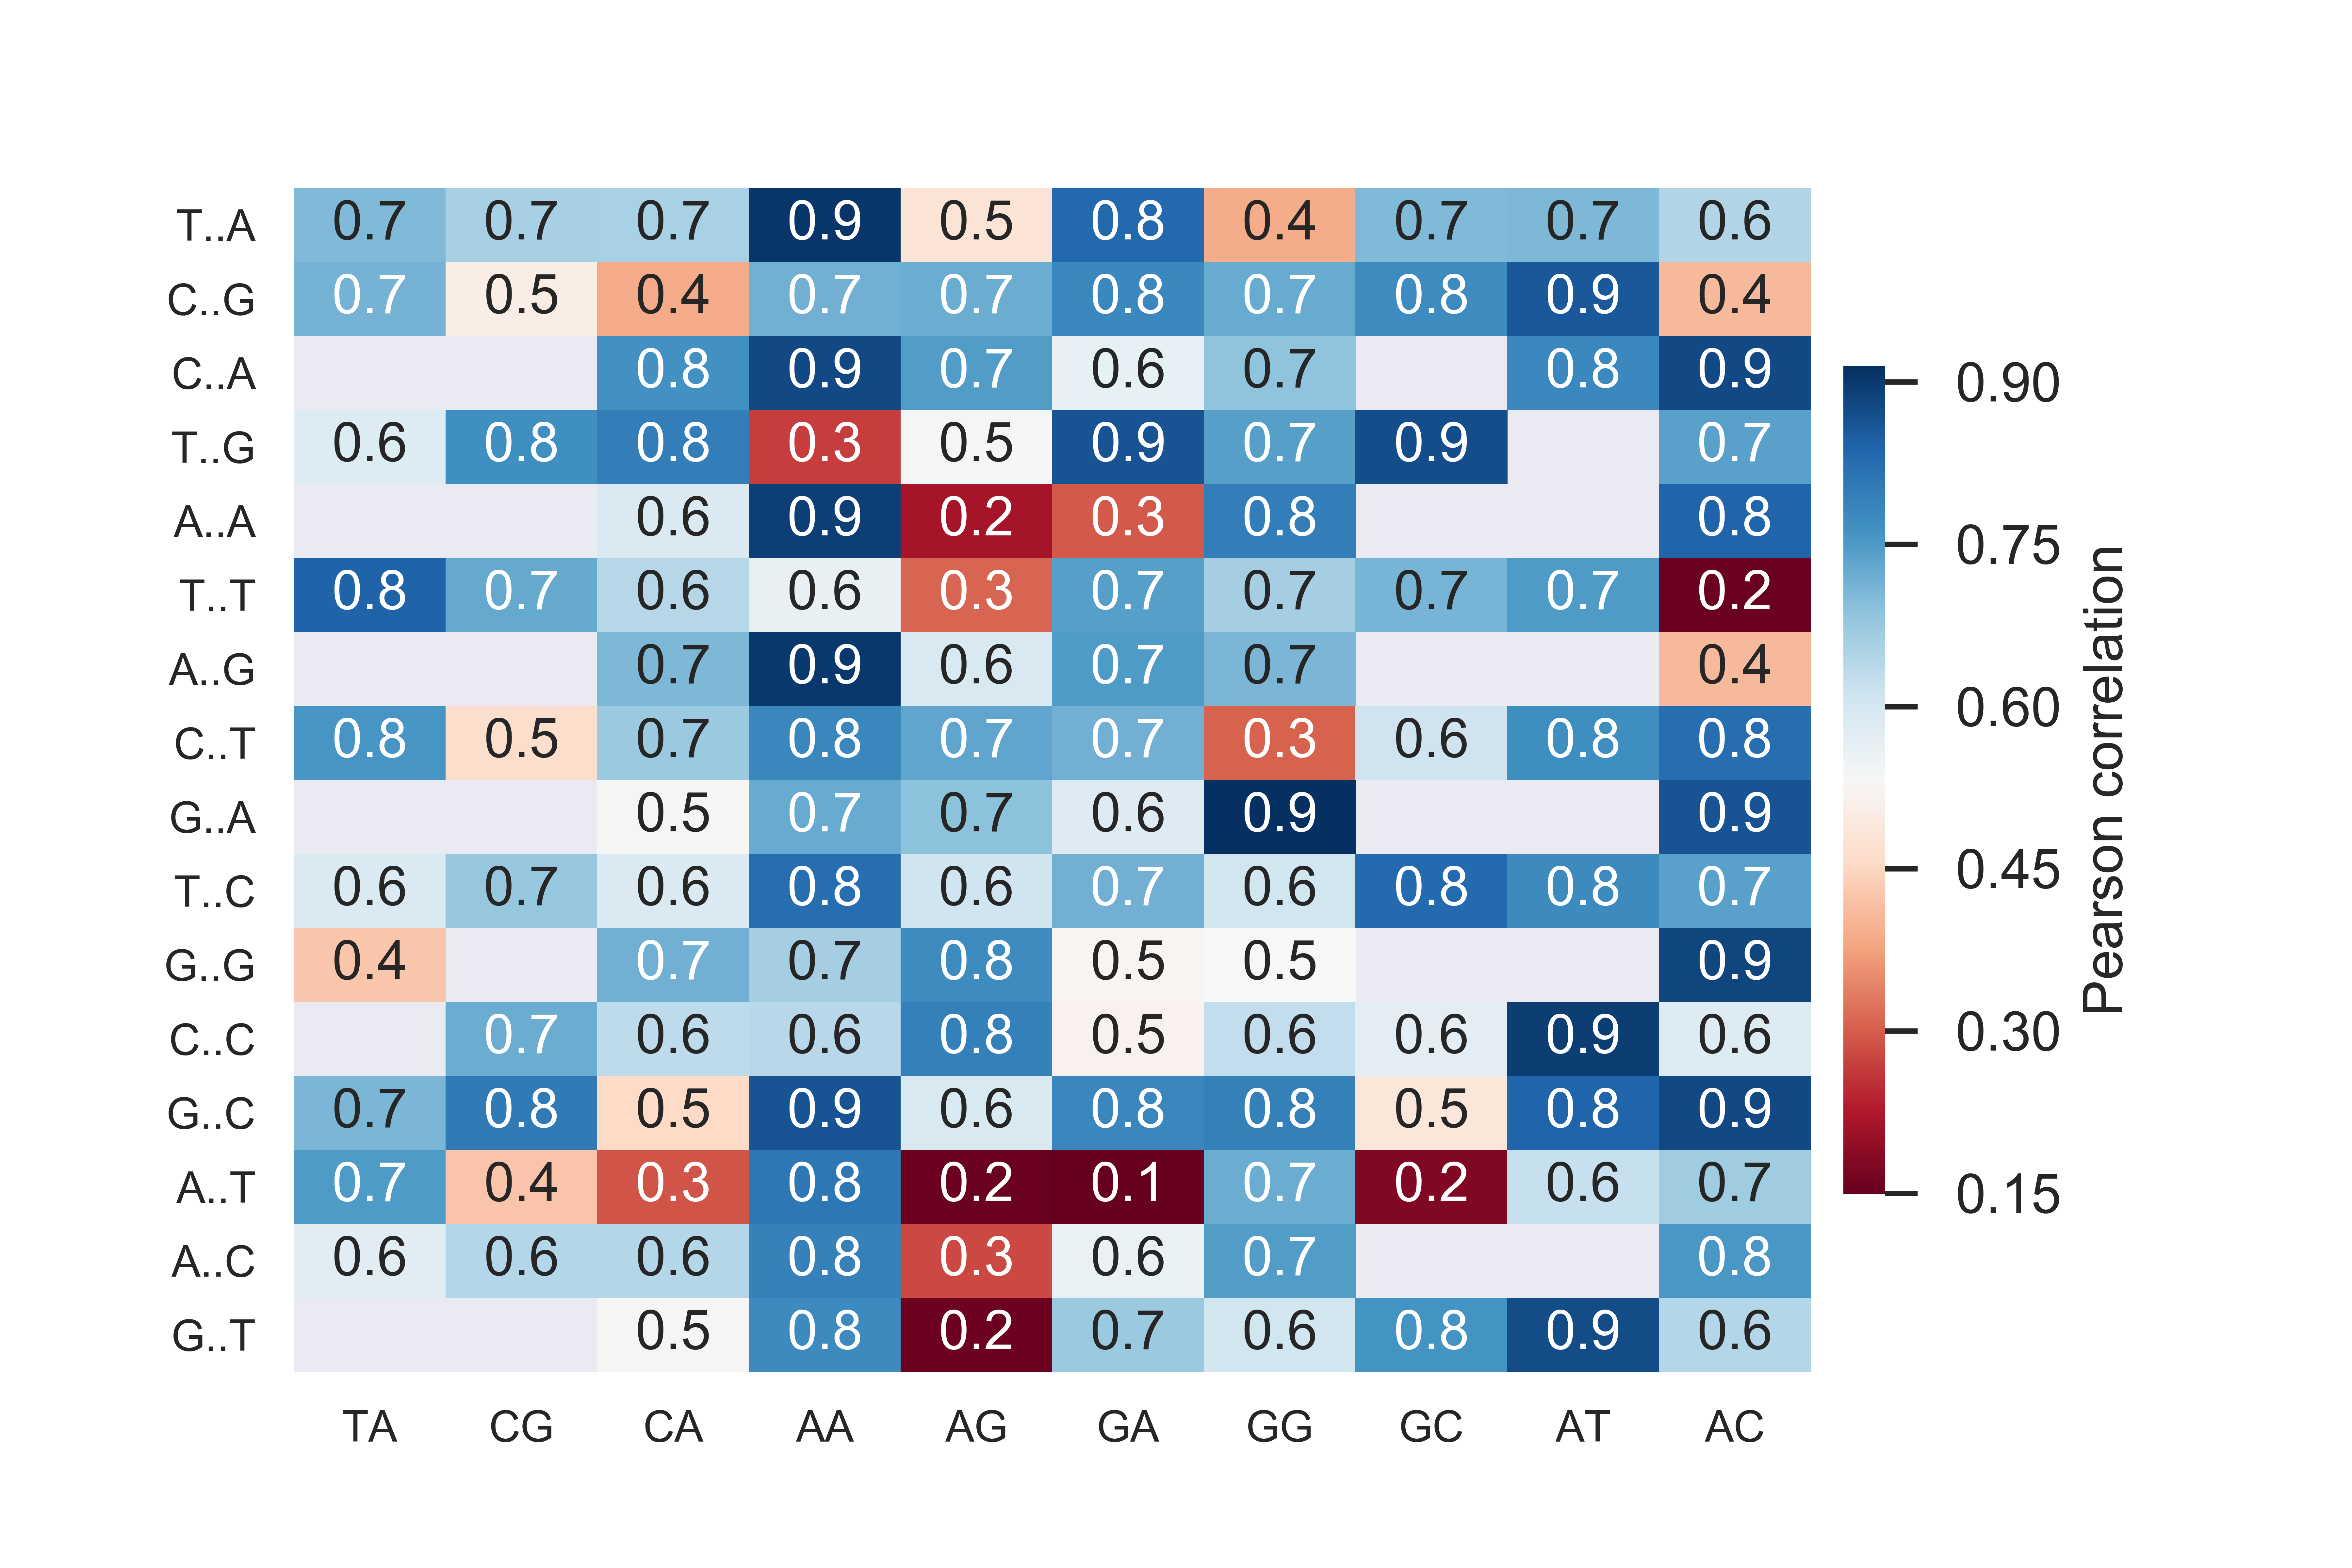 T..A 0.7 0.7 0.7 0.9 0.5 0.8 0.4 0.7 0.7 0.6
C..G 0.7 0.5 0.4 0.7 0.7 0.8 0.7 0.8 0.9 0.4
C..A 0.8 0.9 0.7 0.6 0.7 0.8 0.9
T..G 0.6 0.8 0.8 0.3 0.5 0.9 0.7 0.9 0.7
A..A 0.6 0.9 0.2 0.3 0.8 0.8
T..T 0.8 0.7 0.6 0.6 0.3 0.7 0.7 0.7 0.7 0.2
A..G 0.7 0.9 0.6 0.7 0.7 0.4
C..T 0.8 0.5 0.7 0.8 0.7 0.7 0.3 0.6 0.8 0.8
G..A 0.5 0.7 0.7 0.6 0.9 0.9
T..C 0.6 0.7 0.6 0.8 0.6 0.7 0.6 0.8 0.8 0.7
G..G 0.4 0.7 0.7 0.8 0.5 0.5 0.9
C..C 0.7 0.6 0.6 0.8 0.5 0.6 0.6 0.9 0.6
G..C 0.7 0.8 0.5 0.9 0.6 0.8 0.8 0.5 0.8 0.9
A..T 0.7 0.4 0.3 0.8 0.2 0.1 0.7 0.2 0.6 0.7
A..C 0.6 0.6 0.6 0.8 0.3 0.6 0.7 0.8
G..T 0.5 0.8 0.2 0.7 0.6 0.8 0.9 0.6
TA CG CA AA AG GA GG GC AT AC
0.90
0.75
0.60
0.45
0.30
0.15
Pearson correlation